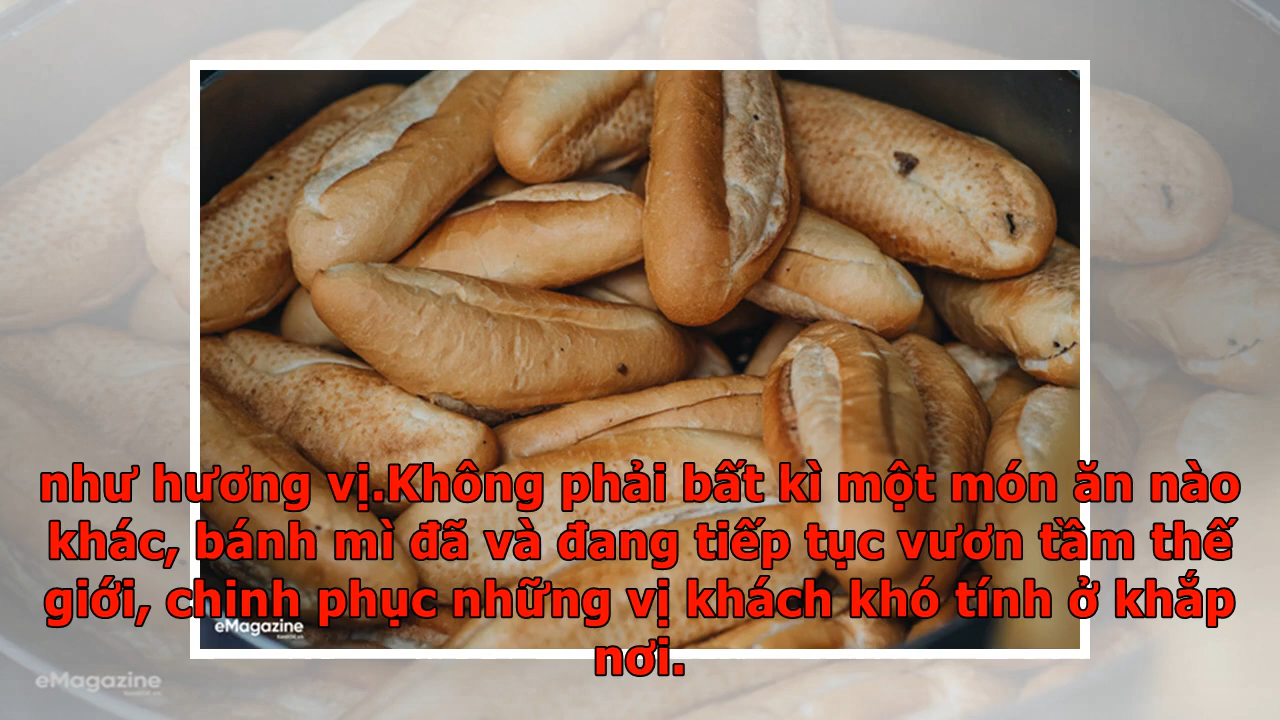 như hương vị.Không phải bất kì một món ăn nào
khác, bánh mì đã và đang tiếp tục vươn tầm thế
giới, chinh phục những vị khách khó tính ở khắp
nơi.
eMagazine
eMagazine